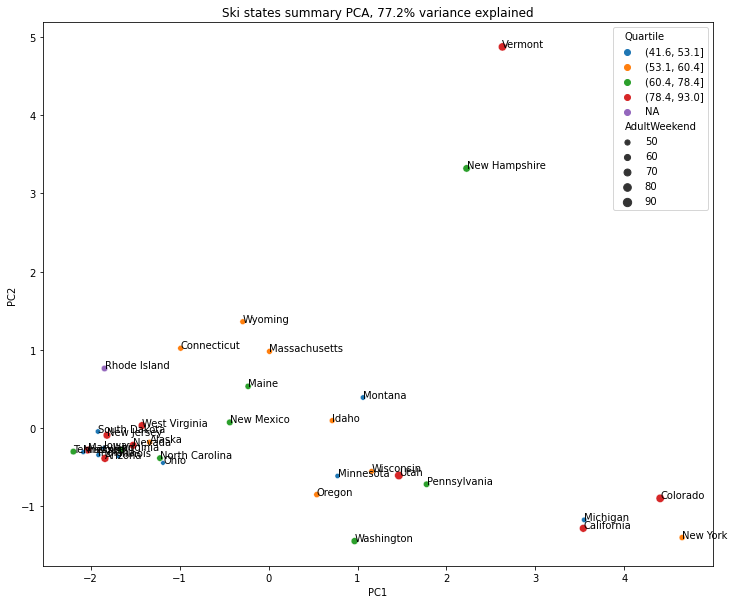 Ski states summary PCA, 77.2% variance explained
Quartile
(41.6, 53.1]
(53.1, 60.4]
(60.4, 78.4]
(78.4, 93.0]
NA
AdultWeekend
50
60
70
80
90
PC2
5
4
3
2
1
0
−1
Vermont
New Hampshire
Wyoming
Connecticut
Massachusetts
Rhode Island
Maine
Montana
New Mexico
Idaho
West Virginia
South Dakota
New Jersey
Alaska
Nevada
Arizona
North Carolina
Ohio
Wisconsin
Minnesota
Utah
Pennsylvania
Oregon
Colorado
Michigan
California
New York
Washington
−2
−1
0
1
2
3
4
PC1